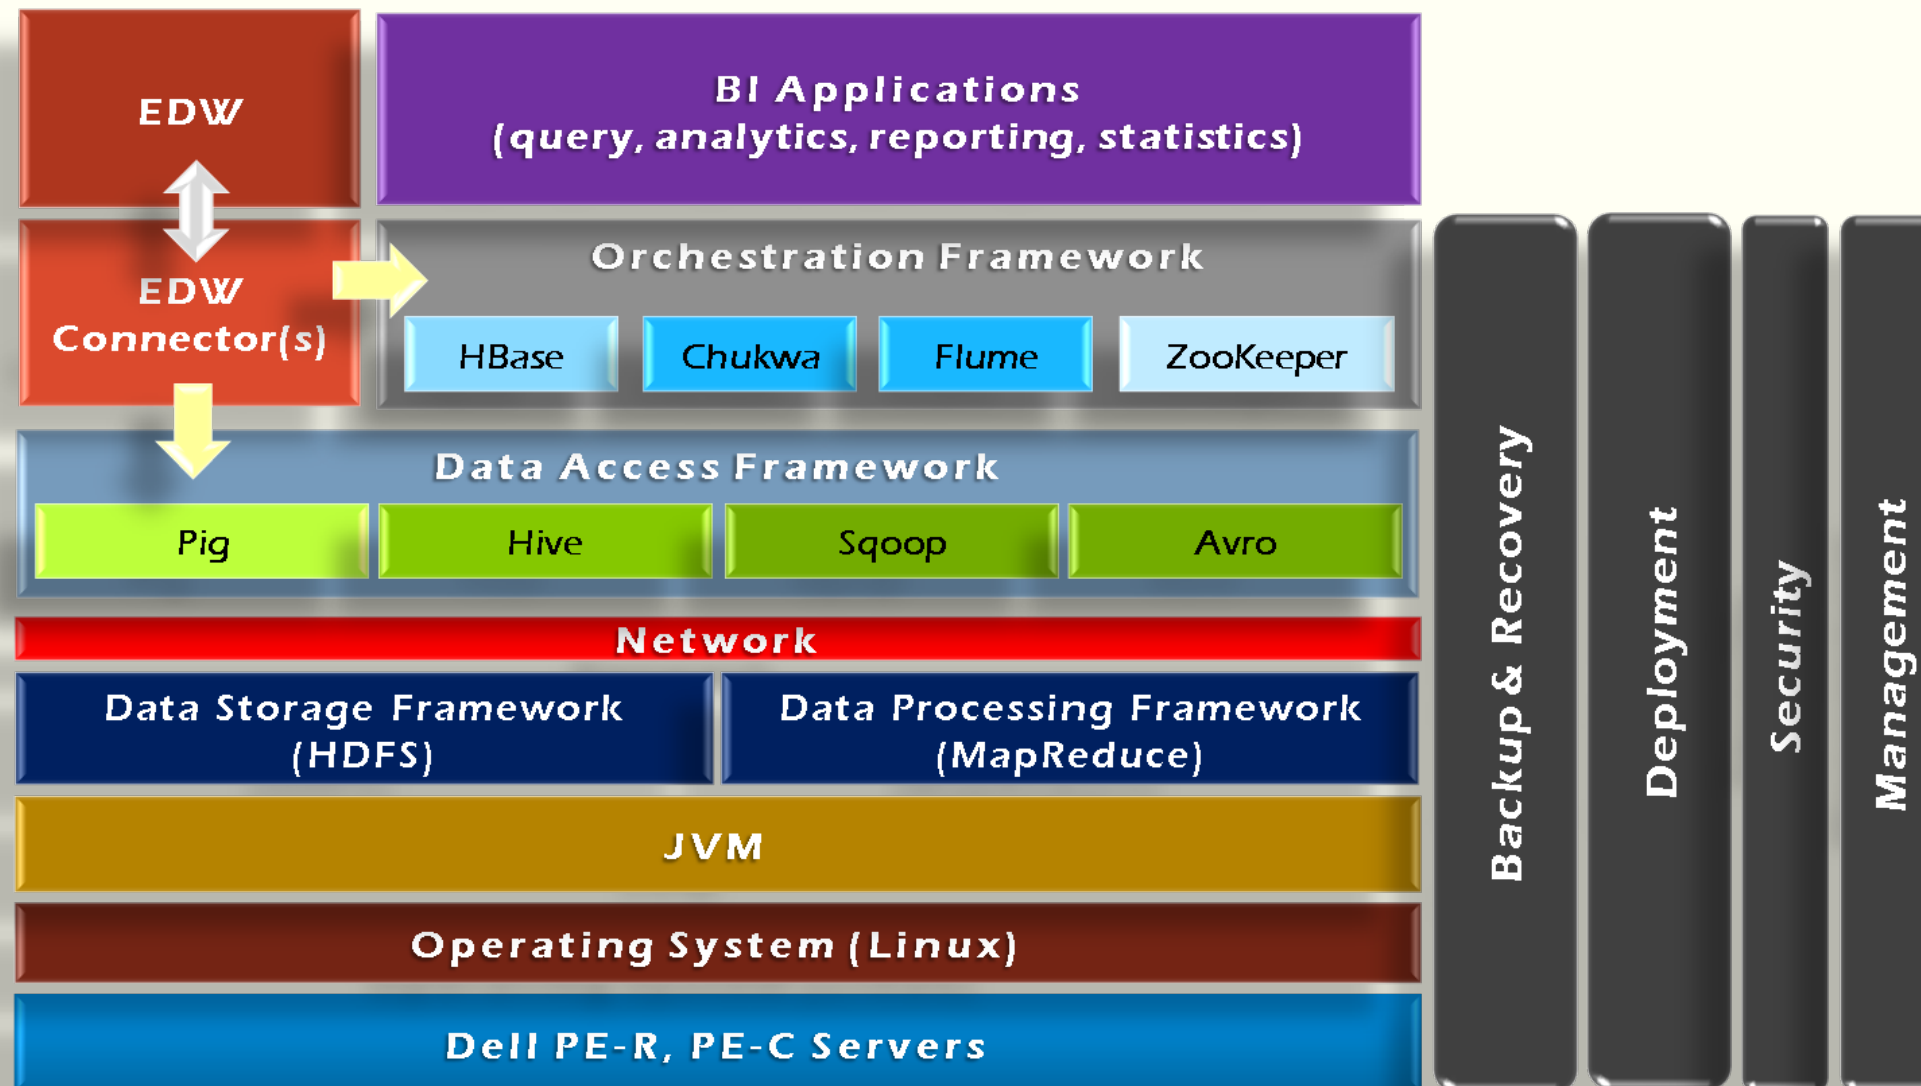 EDW
BI Applications
(query, analytics, reporting, statistics)
EDW
Connector(s)
Orchestration Framework
HBase
Chukwa
Flume
ZooKeeper
Data Access Framework
Pig
Hive
Sqoop
Avro
Network
Data Storage Framework
(HDFS)
Data Processing Framework
(MapReduce)
JVM
Operating System (Linux)
Dell PE-R, PE-C Servers
Backup & Recovery
Deployment
Security
Management